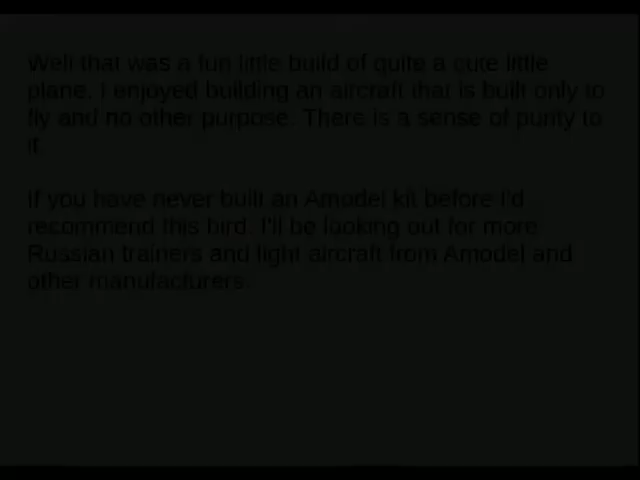 Well that was a fun little build of quite a cute little
plane. I enjoyed building an aircraft that is built only to
fly and no other purpose. There is a sense of purity to
it.
If you have never built an Amodel kit before I'd
recommend this bird. I'll be looking out for more
Russian trainers and light aircraft from Amodel and
other manufacturers.